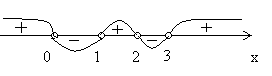 + − + − +
0 1 2 3 x